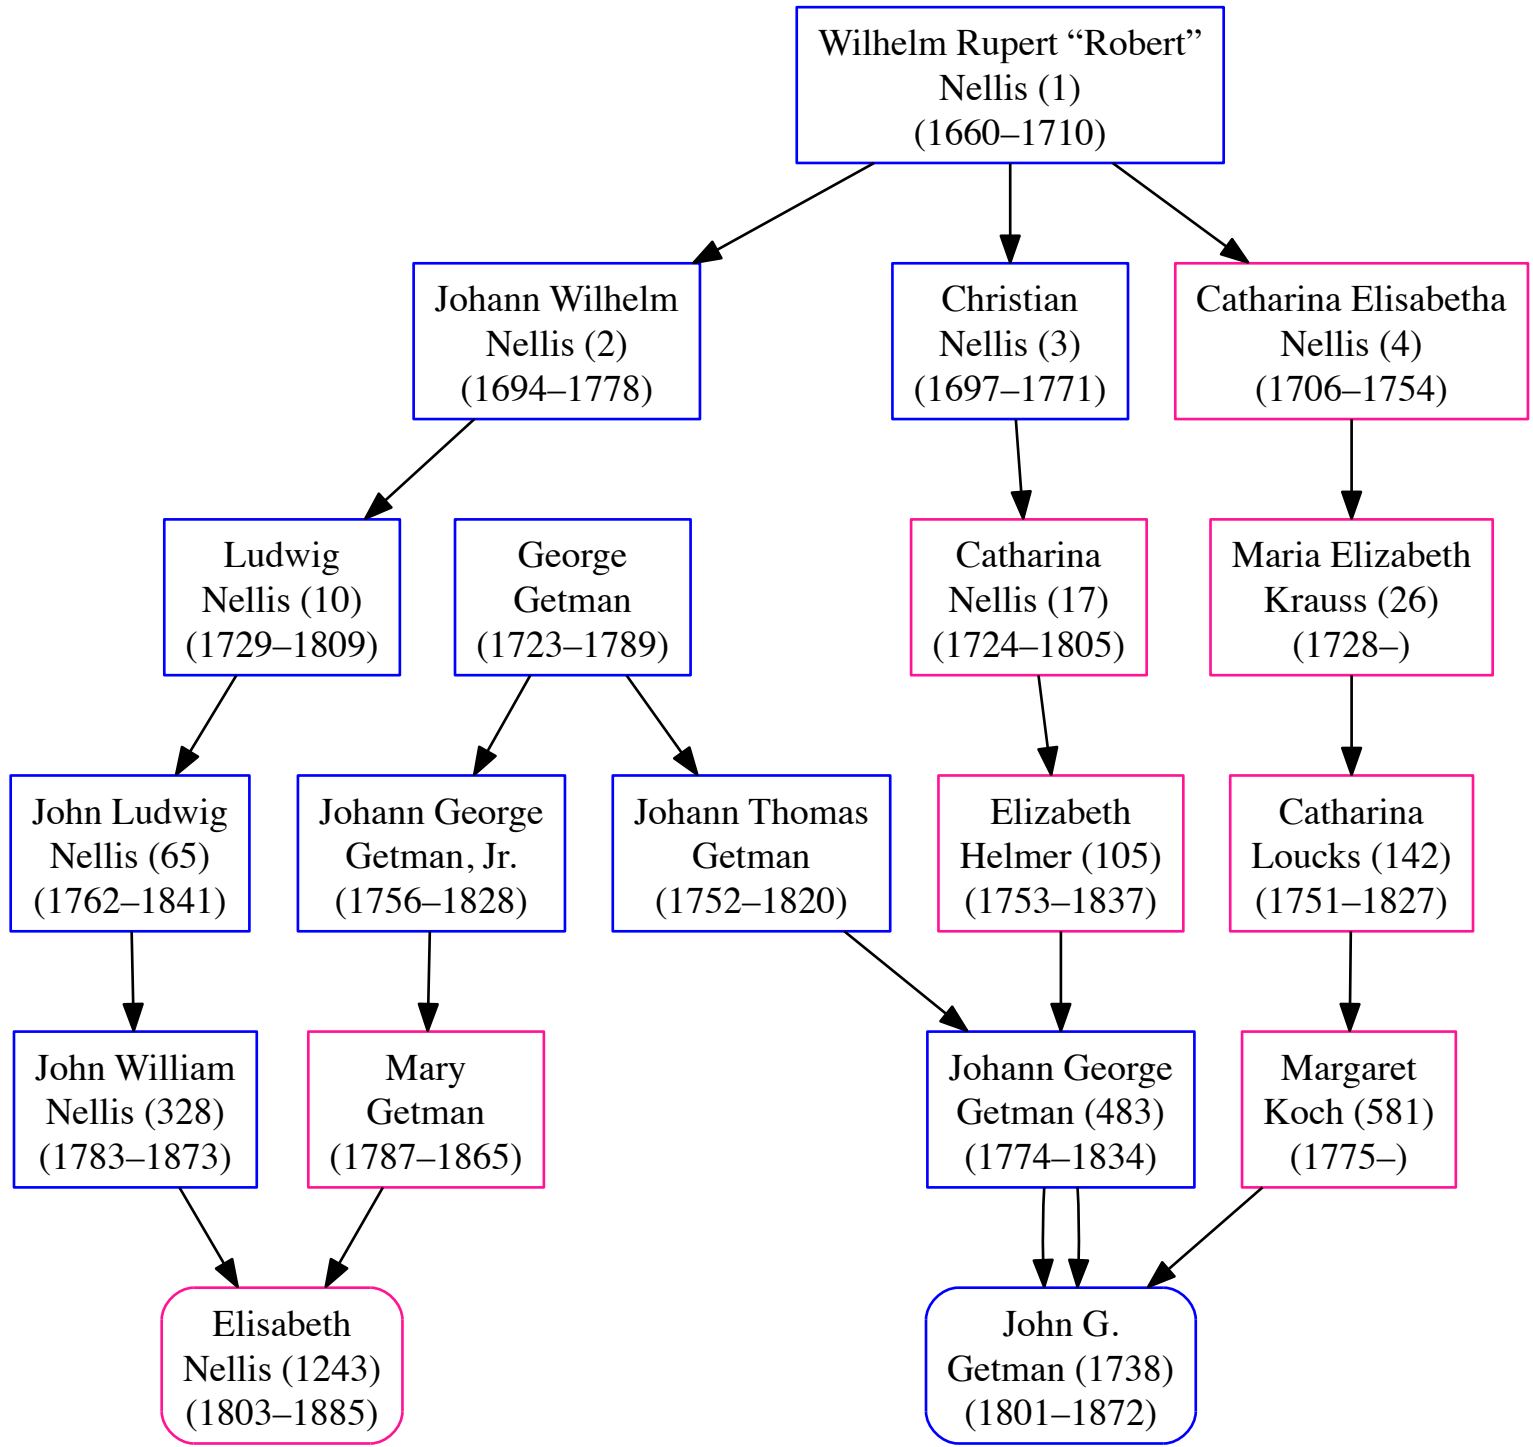 Wilhelm Rupert “Robert”
Nellis (1)
(1660–1710)
Johann Wilhelm
Nellis (2)
(1694–1778)
Christian
Nellis (3)
(1697–1771)
Catharina Elisabetha
Nellis (4)
(1706–1754)
Ludwig
Nellis (10)
(1729–1809)
George
Getman
(1723–1789)
Catharina
Nellis (17)
(1724–1805)
Maria Elizabeth
Krauss (26)
(1728–)
John Ludwig
Nellis (65)
(1762–1841)
Johann George
Getman, Jr.
(1756–1828)
Johann Thomas
Getman
(1752–1820)
Elizabeth
Helmer (105)
(1753–1837)
Catharina
Loucks (142)
(1751–1827)
John William
Nellis (328)
(1783–1873)
Mary
Getman
(1787–1865)
Johann George
Getman (483)
(1774–1834)
Margaret
Koch (581)
(1775–)
Elisabeth
Nellis (1243)
(1803–1885)
John G.
Getman (1738)
(1801–1872)